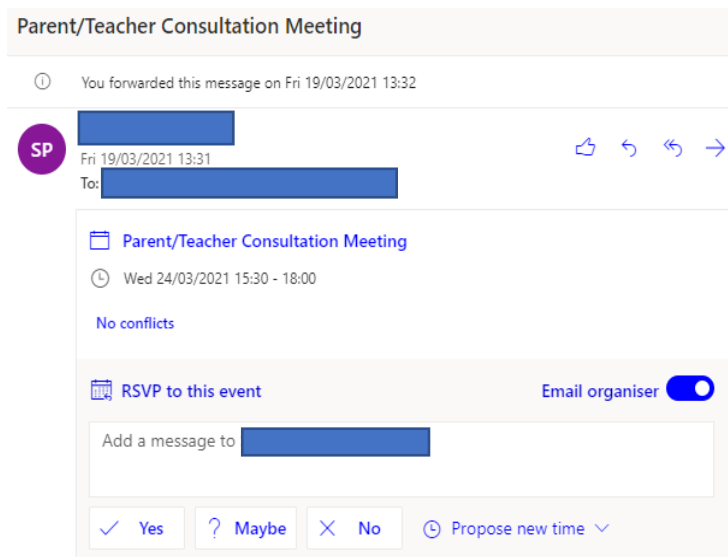 Parent/Teacher Consultation Meeting
You forwarded this message on Fri 19/03/2021 13:32
SP
Fri 19/03/2021 13:31
To:
Parent/Teacher Consultation Meeting
Wed 24/03/2021 15:30 - 18:00
No conflicts
RSVP to this event Email organiser
Add a message to
Yes ? Maybe No Propose new time